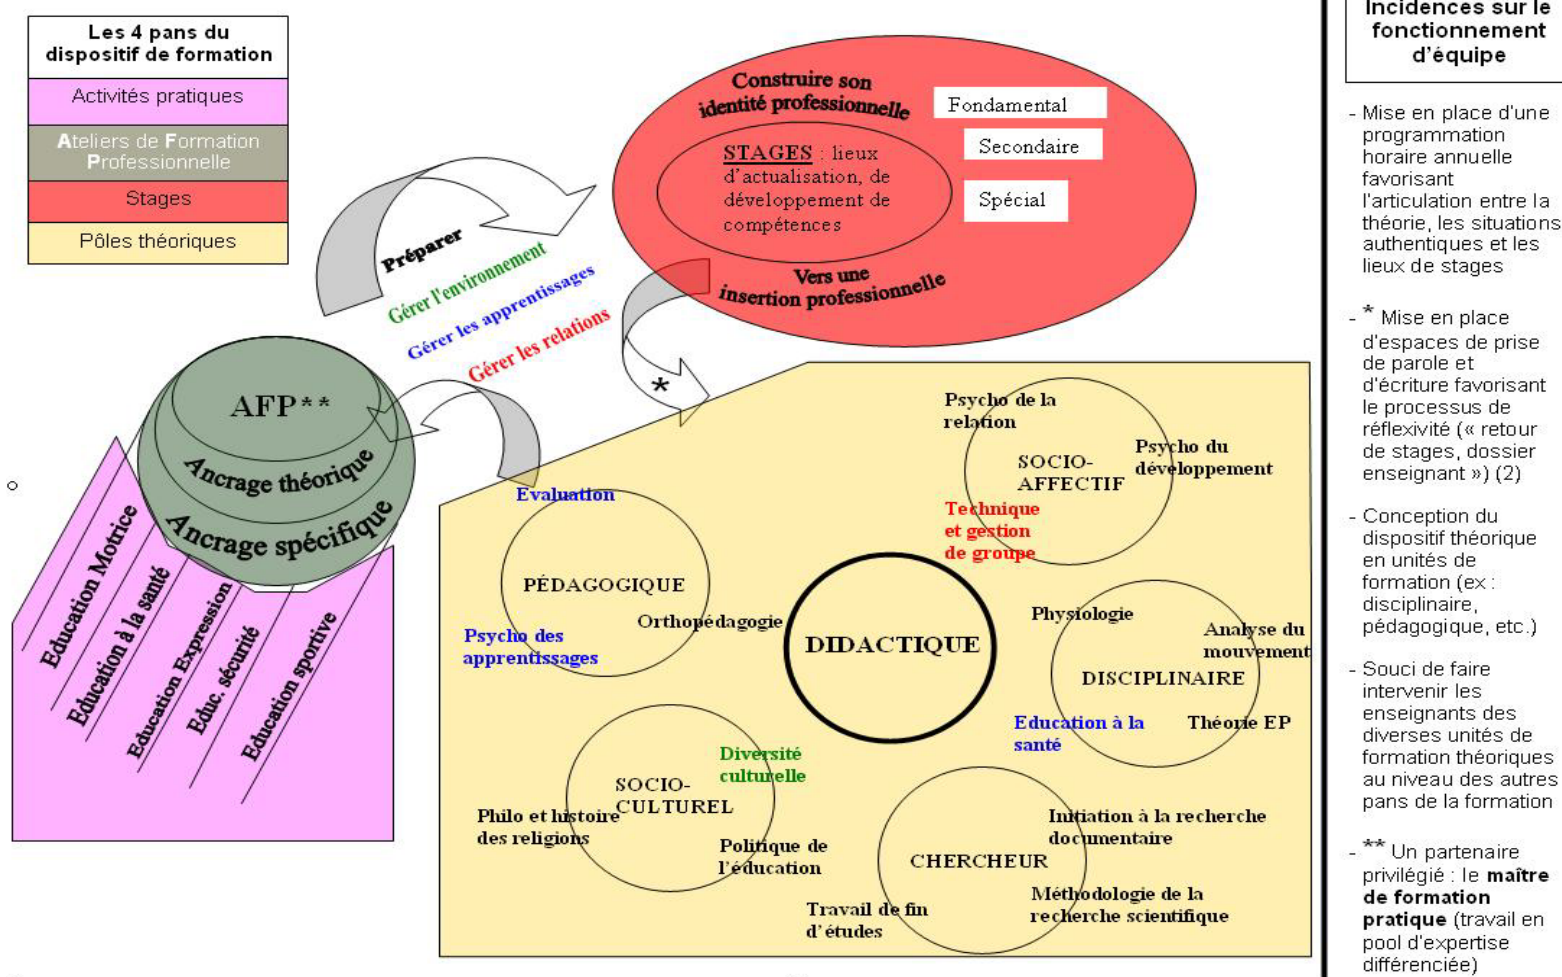 Les 4 pans du
dispositif de formation
Activités pratiques
Ateliers de Formation
Professionnelle
Stages
Pôles théoriques
Construire son
identité professionnelle
STAGES : lieux
d'actualisation, de
développement de
compétences
Fondamental
Secondaire
Spécial
Vers une
insertion professionnelle
Préparer
Gérer l'environnement
Gérer les apprentissages
Gérer les relations
*
AFP**
Ancrage théorique
Ancrage spécifique
Education Motrice
Education à la santé
Education Expression
Educ. sécurité
Education sportive
Evaluation
PÉDAGOGIQUE
Orthopédagogie
Psycho des
apprentissages
Psycho de la
relation
SOCIO-
AFFECTIF
Psycho du
développement
Technique
et gestion
de groupe
DIDACTIQUE
Physiologie
Analyse du
mouvement
DISCIPLINAIRE
Education à la
santé
Théorie EP
Diversité
culturelle
SOCIO-
CULTUREL
Philo et histoire
des religions
Politique de
l'éducation
Initiation à la recherche
documentaire
CHERCHEUR
Méthodologie de la
recherche scientifique
Travail de fin
d'études
Incidences sur le
fonctionnement
d'équipe
- Mise en place d'une
programmation
horaire annuelle
favorisant
l'articulation entre la
théorie, les situations
authentiques et les
lieux de stages
- * Mise en place
d'espaces de prise
de parole et
d'écriture favorisant
le processus de
réflexivité (« retour
de stages, dossier
enseignant ») (2)
- Conception du
dispositif théorique
en unités de
formation (ex :
disciplinaire,
pédagogique, etc.)
- Souci de faire
intervenir les
enseignants des
diverses unités de
formation théoriques
au niveau des autres
pans de la formation
- ** Un partenaire
privilégié : le maître
de formation
pratique (travail en
pool d'expertise
différenciée)